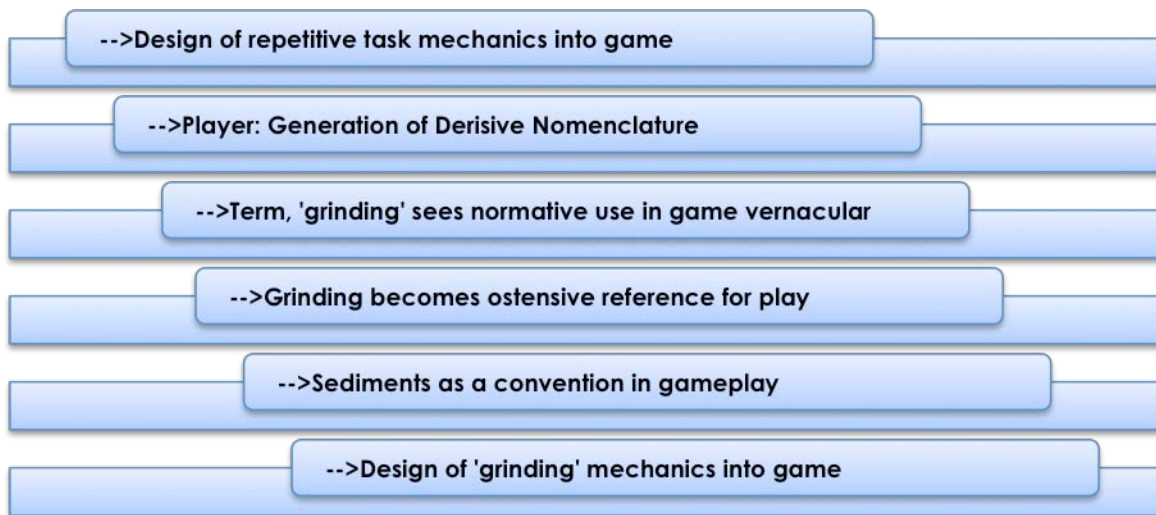 -->Design of repetitive task mechanics into game
-->Player: Generation of Derisive Nomenclature
-->Term, 'grinding' sees normative use in game vernacular
-->Grinding becomes ostensive reference for play
-->Sediments as a convention in gameplay
-->Design of 'grinding' mechanics into game